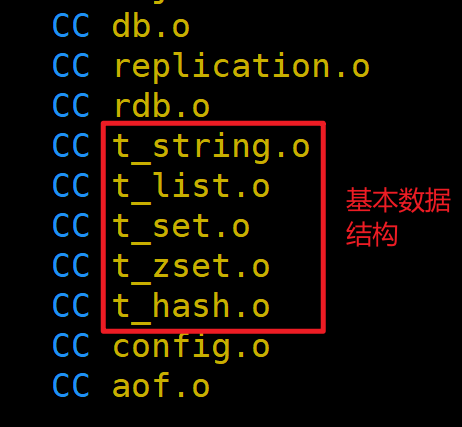 CC db.o
CC replication.o
CC rdb.o
CC t_string.o
CC t_list.o
CC t_set.o
CC t_zset.o
CC t_hash.o
CC config.o
CC aof.o
基本数据
结构